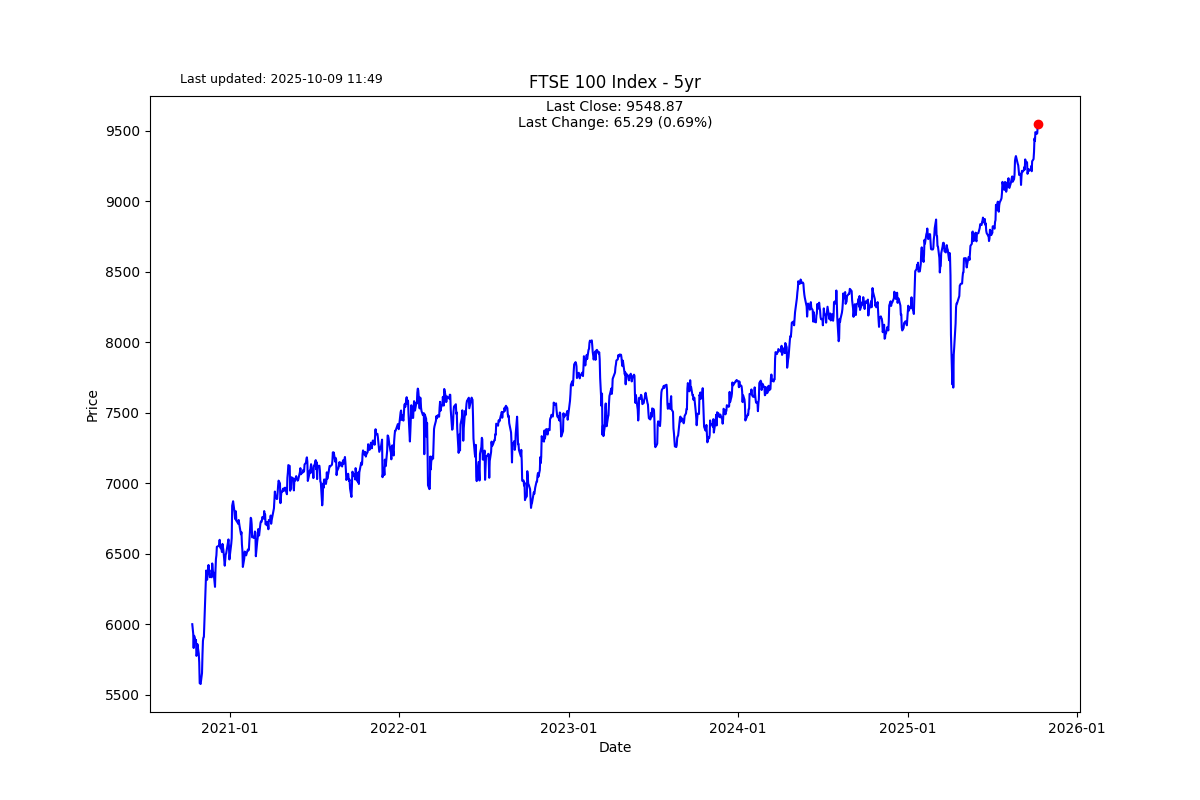 Last updated: 2025-10-09 11:49
FTSE 100 Index - 5yr
Last Close: 9548.87
Last Change: 65.29 (0.69%)
9500
9000
8500
8000
7500
7000
6500
6000
5500
Price
2021-01 2022-01 2023-01 2024-01 2025-01 2026-01
Date